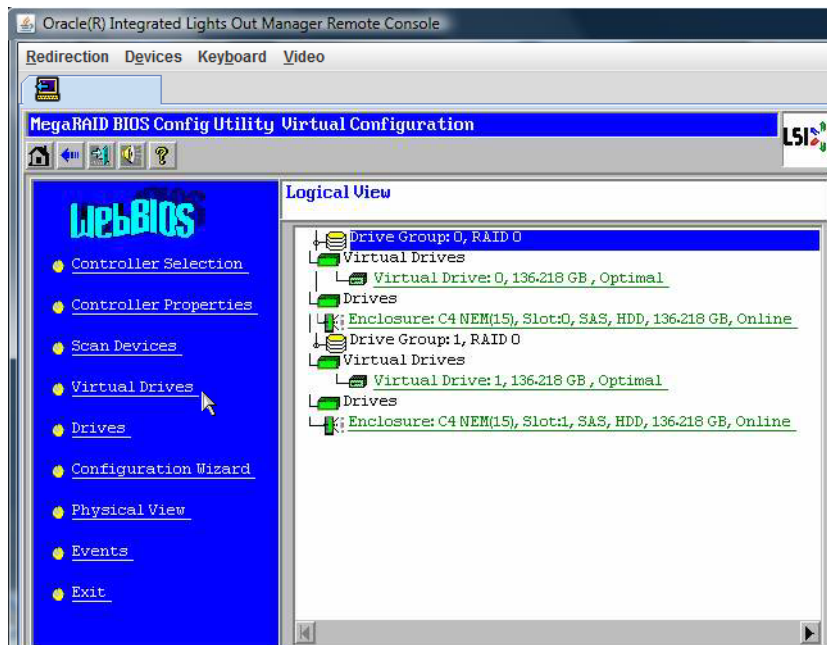 Oracle(R) Integrated Lights Out Manager Remote Console
Redirection Devices Keyboard Video
MegaRAID BIOS Config Utility Virtual Configuration
LSI
WebBIOS
Controller Selection
Controller Properties
Scan Devices
Virtual Drives
Drives
Configuration Wizard
Physical View
Events
Exit
Logical View
Drive Group: 0, RAID 0
Virtual Drives
Virtual Drive: 0, 136.218 GB , Optimal
Drives
Enclosure: C4 NEM(15), Slot:0, SAS, HDD, 136.218 GB, Online
Drive Group: 1, RAID 0
Virtual Drives
Virtual Drive: 1, 136.218 GB , Optimal
Drives
Enclosure: C4 NEM(15), Slot:1, SAS, HDD, 136.218 GB, Online